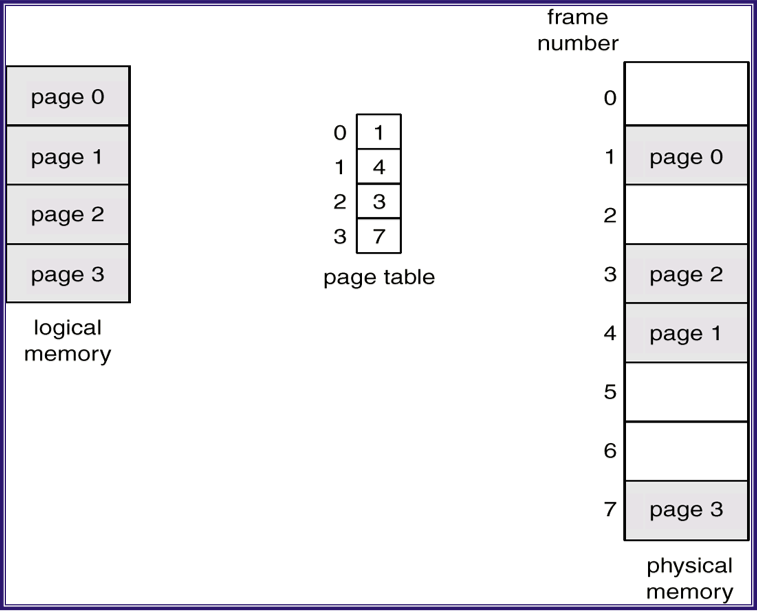 frame
number
page 0
page 1
page 2
page 3
logical
memory
0 1
1 4
2 3
3 7
page table
0
1 page 0
2
3 page 2
4 page 1
5
6
7 page 3
physical
memory